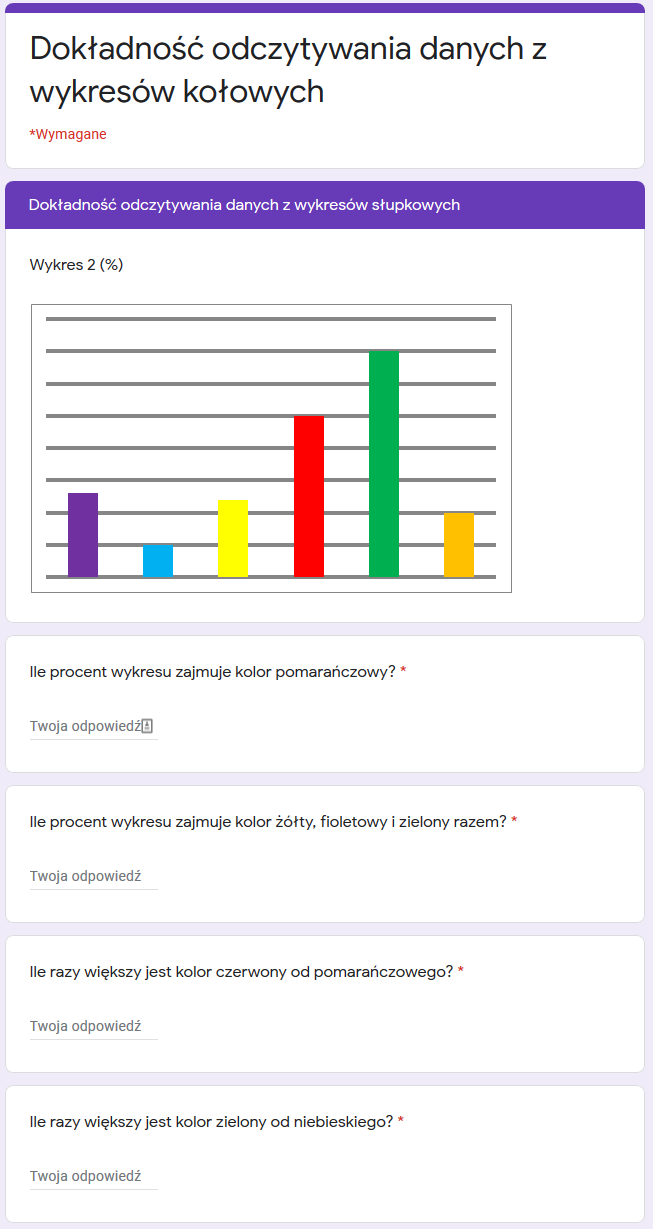 Dokładność odczytywania danych z
wykresów kołowych
*Wymagane
Dokładność odczytywania danych z wykresów słupkowych
Wykres 2 (%)
Ile procent wykresu zajmuje kolor pomarańczowy? *
Twoja odpowiedź
Ile procent wykresu zajmuje kolor żółty, fioletowy i zielony razem? *
Twoja odpowiedź
Ile razy większy jest kolor czerwony od pomarańczowego? *
Twoja odpowiedź
Ile razy większy jest kolor zielony od niebieskiego? *
Twoja odpowiedź